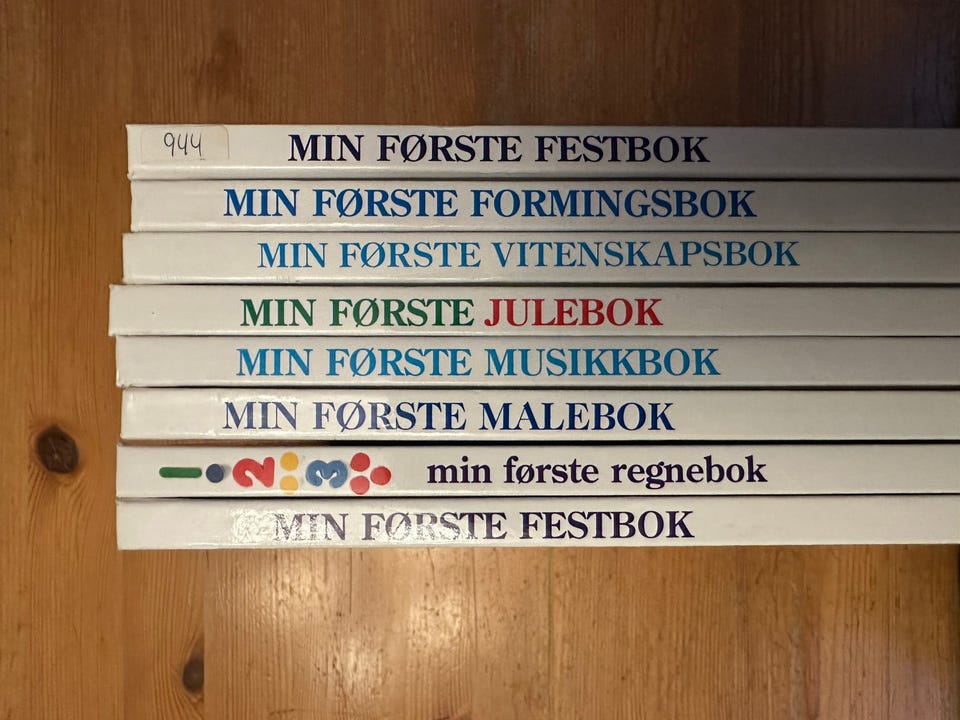 944 MIN FØRSTE FESTBOK
MIN FØRSTE FORMINGSBOK
MIN FØRSTE VITENSKAPSBOK
MIN FØRSTE JULEBOK
MIN FØRSTE MUSIKKBOK
MIN FØRSTE MALEBOK
1 2 3 min første regnebok
MIN FØRSTE FESTBOK